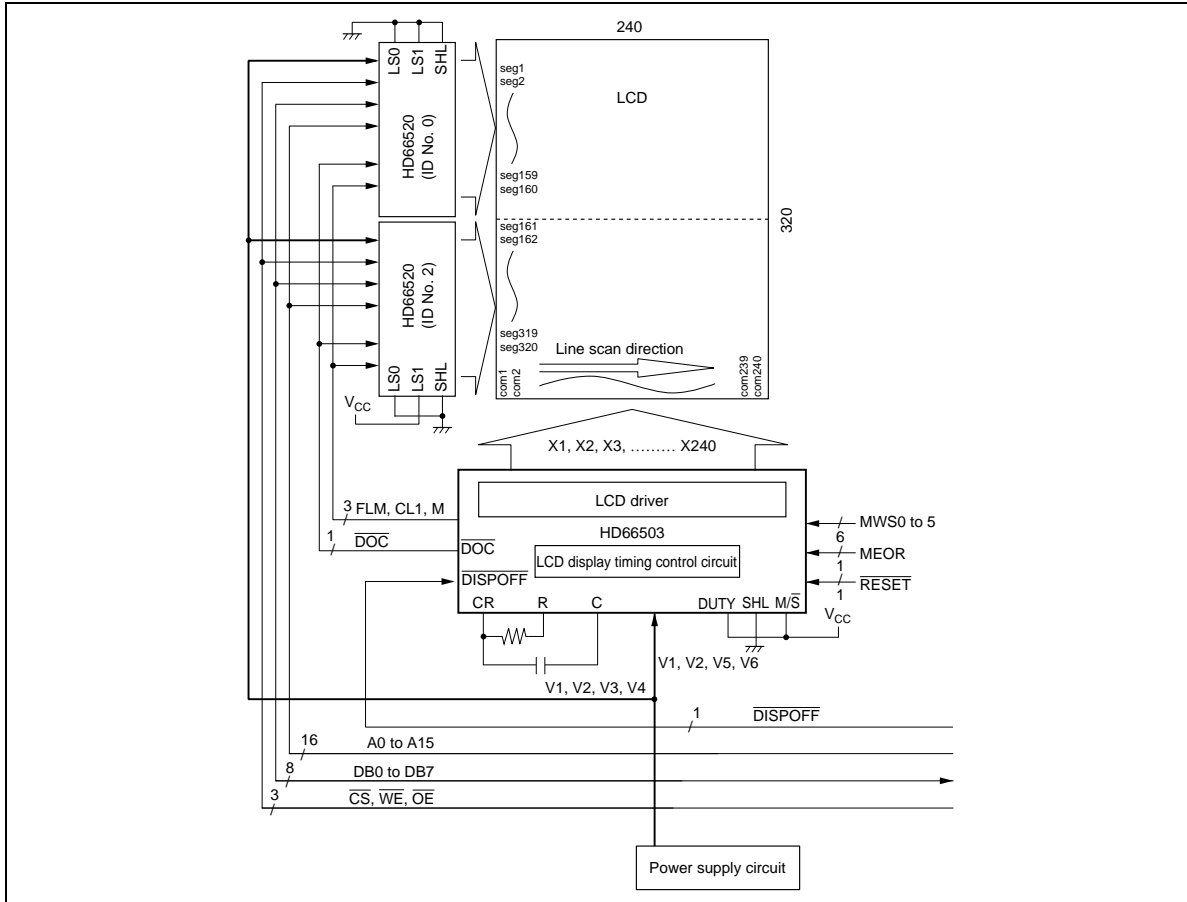 240
LS0
LS1
SHL
HD66520
(ID No. 0)
seg1
seg2
LCD
seg159
seg160
320
seg161
seg162
HD66520
(ID No. 2)
seg319
seg320
Line scan direction
com1
com2
com239
com240
LS0
LS1
SHL
VCC
X1, X2, X3, ......... X240
LCD driver
3 FLM, CL1, M
HD66503
MWS0 to 5
1 DOC
DOC
LCD display timing control circuit
6
MEOR
DISPOFF
1
RESET
1
CR R C
DUTY SHL M/S
VCC
V1, V2, V5, V6
V1, V2, V3, V4
1 DISPOFF
16 A0 to A15
8 DB0 to DB7
3 CS, WE, OE
Power supply circuit